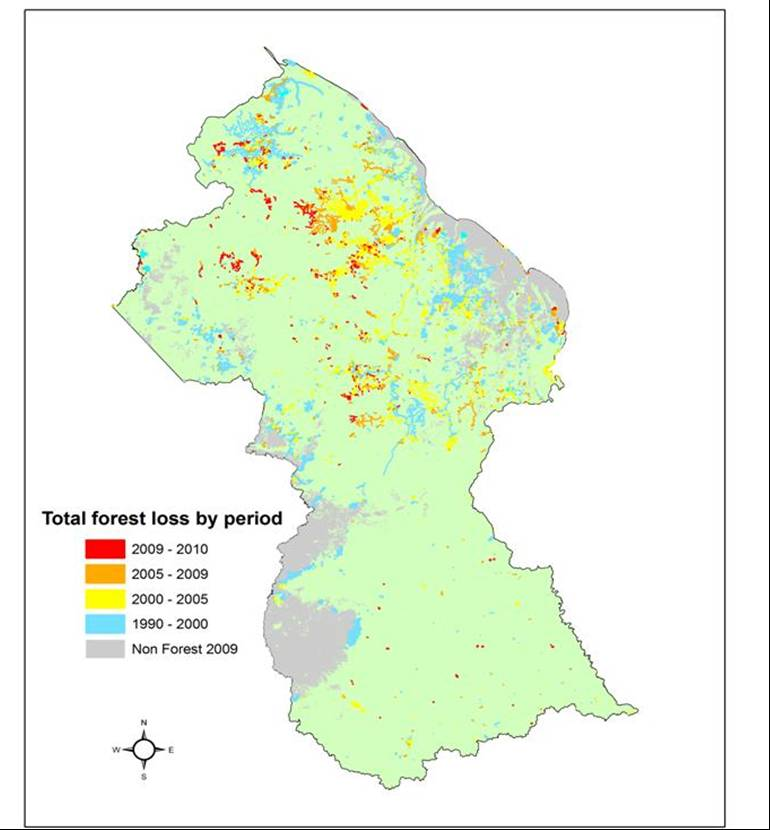 Total forest loss by period
2009 - 2010
2005 - 2009
2000 - 2005
1990 - 2000
Non Forest 2009
N
W E
S